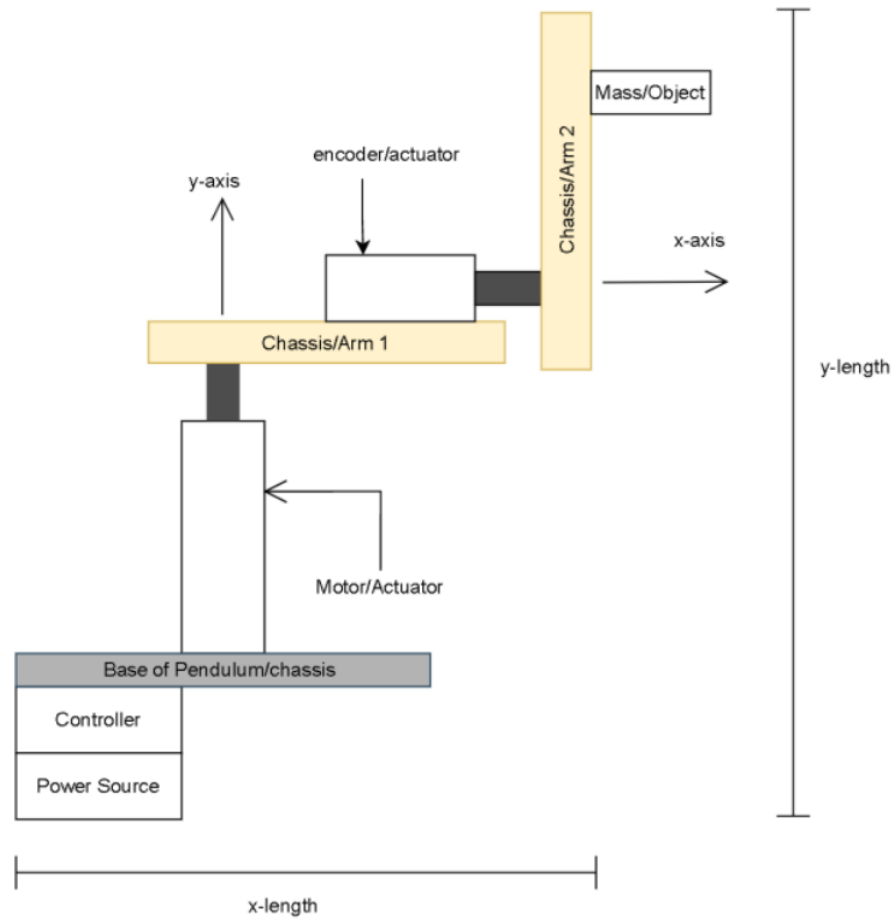 Mass/Object
Chassis/Arm 2
encoder/actuator
y-axis
x-axis
Chassis/Arm 1
y-length
Motor/Actuator
Base of Pendulum/chassis
Controller
Power Source
x-length